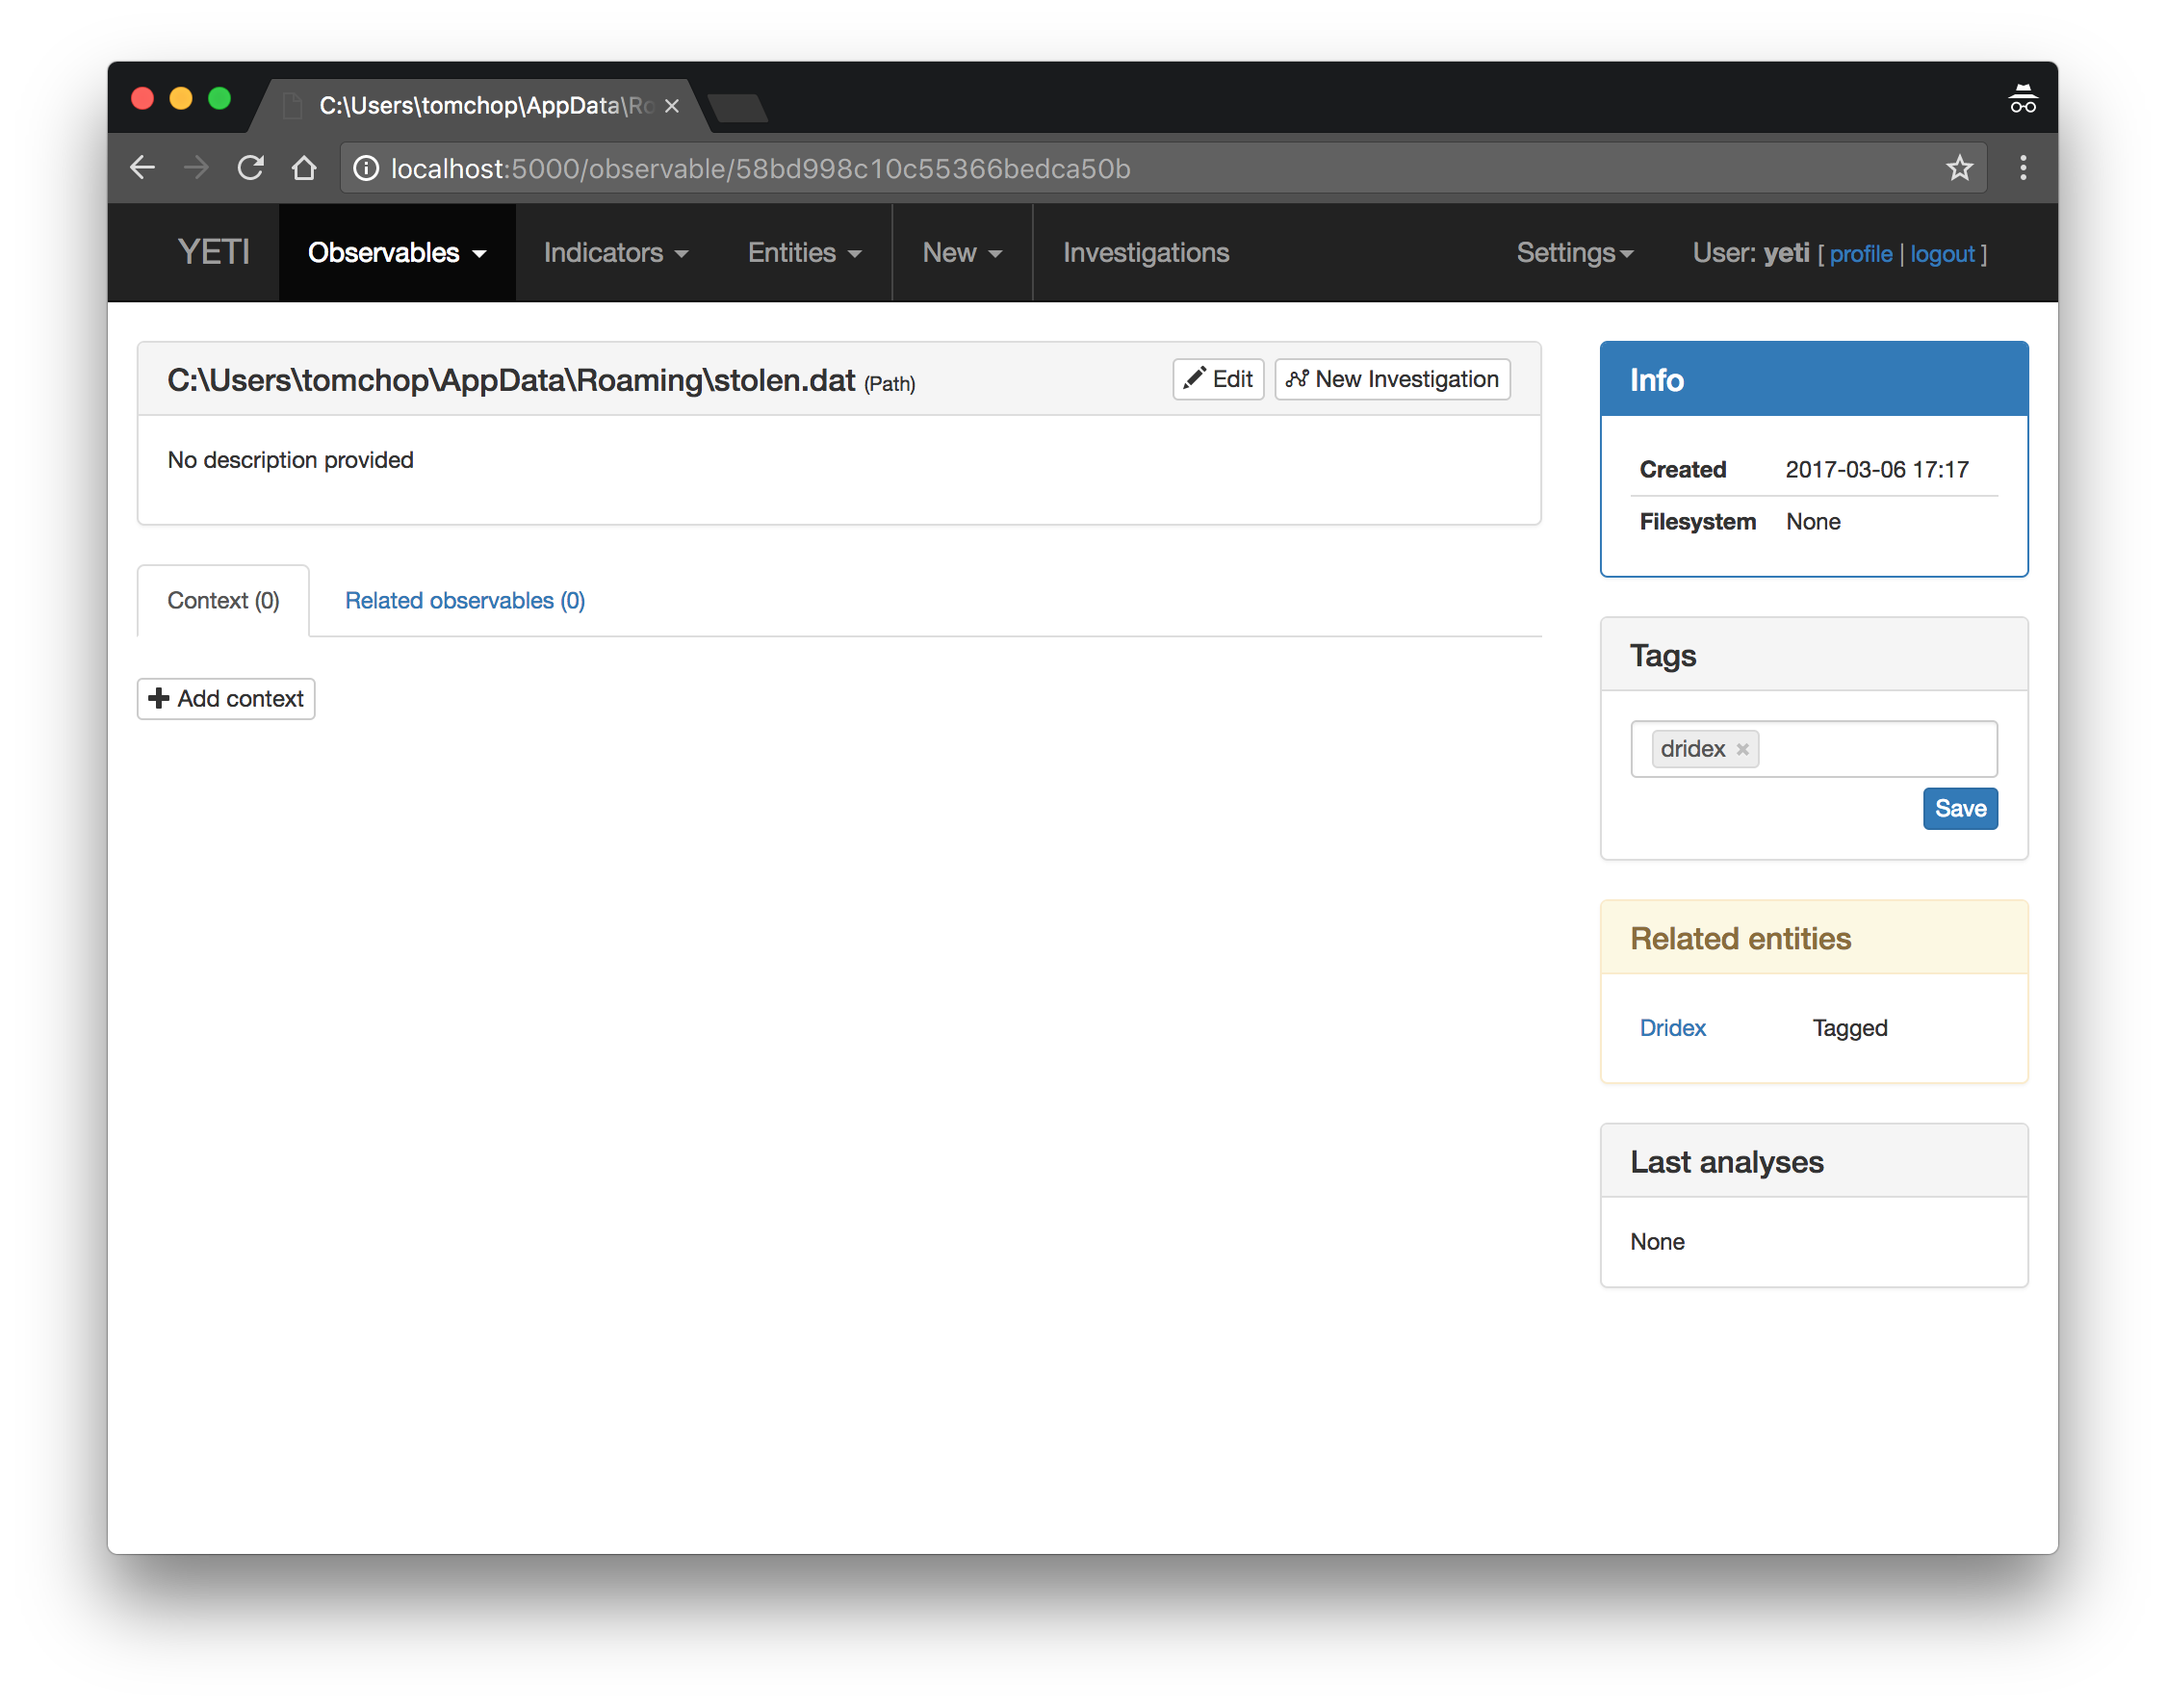 C:\Users\tomchop\AppData\Ro
localhost:5000/observable/58bd998c10c55366bedca50b
YETI Observables Indicators Entities New Investigations Settings User: yeti [ profile | logout ]
C:\Users\tomchop\AppData\Roaming\stolen.dat (Path) Edit New Investigation
No description provided
Context (0) Related observables (0)
Add context
Info
Created 2017-03-06 17:17
Filesystem None
Tags
dridex ×
Save
Related entities
Dridex Tagged
Last analyses
None